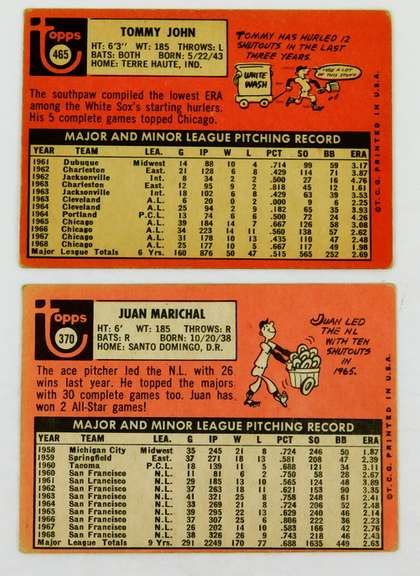 topps
465
TOMMY JOHN
HT: 6'3" WT: 185 THROWS: L
BATS: BOTH BORN: 5/22/43
HOME: TERRE HAUTE, IND.
TOMMY HAS HURLED 12
SHUTOUTS IN THE LAST
THREE YEARS.
I USE A LOT
OF THIS STUFF!
WHITE
WASH
The southpaw compiled the lowest ERA
among the White Sox's starting hurlers.
His 5 complete games topped Chicago.
MAJOR AND MINOR LEAGUE PITCHING RECORD
YEAR TEAM LEA. G IP W L PCT SO BB ERA
1961 Dubuque Midwest 14 88 10 4 .714 99 59 3.17
1962 Charleston East. 21 128 6 8 .429 114 71 3.87
1962 Jacksonville Int. 8 34 2 2 .500 27 16 4.76
1963 Charleston East. 12 95 9 2 .818 45 12 1.61
1963 Jacksonville Int. 18 102 6 8 .429 63 39 3.53
1963 Cleveland A.L. 6 20 0 2 .000 9 6 2.25
1964 Cleveland A.L. 25 94 2 9 .182 65 35 3.93
1964 Portland P.C.L. 13 74 6 6 .500 72 24 4.26
1965 Chicago A.L. 39 184 14 7 .667 126 58 3.08
1966 Chicago A.L. 34 223 14 11 .560 138 57 2.62
1967 Chicago A.L. 31 178 10 13 .435 110 47 2.48
1968 Chicago A.L. 25 177 10 5 .667 117 49 1.98
Major League Totals 6 Yrs. 160 876 50 47 .515 565 252 2.69
©T.C.G. PRINTED IN U.S.A.
topps
370
JUAN MARICHAL
HT: 6' WT: 185 THROWS: R
BATS: R BORN: 10/20/38
HOME: SANTO DOMINGO, D.R.
JUAN LED
THE NL
WITH TEN
SHUTOUTS
IN
1965.
The ace pitcher led the N.L. with 26
wins last year. He topped the majors
with 30 complete games too. Juan has
won 2 All-Star games!
MAJOR AND MINOR LEAGUE PITCHING RECORD
YEAR TEAM LEA. G IP W L PCT SO BB ERA
1958 Michigan City Midwest 35 245 21 8 .724 246 50 1.87
1959 Springfield East. 37 271 18 13 .581 208 47 2.39
1960 Tacoma P.C.L. 18 139 11 5 .688 121 34 3.11
1960 San Francisco N.L. 11 81 6 2 .750 58 28 2.67
1961 San Francisco N.L. 29 185 13 10 .565 124 48 3.89
1962 San Francisco N.L. 37 263 18 11 .621 153 90 3.35
1963 San Francisco N.L. 41 321 25 8 .758 248 61 2.41
1964 San Francisco N.L. 33 269 21 8 .724 206 52 2.48
1965 San Francisco N.L. 39 295 22 13 .629 240 46 2.14
1966 San Francisco N.L. 37 307 25 6 .806 222 36 2.23
1967 San Francisco N.L. 26 202 14 10 .583 166 42 2.76
1968 San Francisco N.L. 38 326 26 9 .743 218 46 2.43
Major League Totals 9 Yrs. 291 2249 170 77 .688 1635 449 2.63
©T.C.G. PRINTED IN U.S.A.